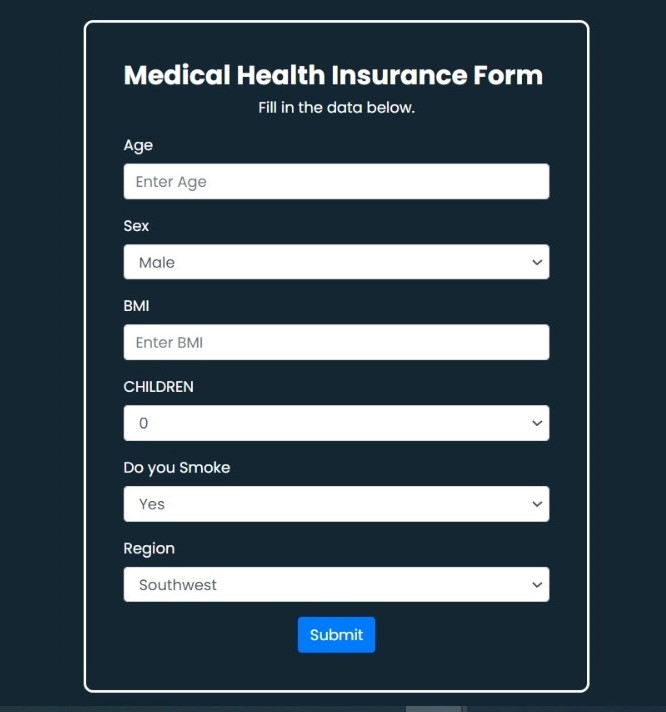 Medical Health Insurance Form
Fill in the data below.
Age
Enter Age
Sex
Male
BMI
Enter BMI
CHILDREN
0
Do you Smoke
Yes
Region
Southwest
Submit